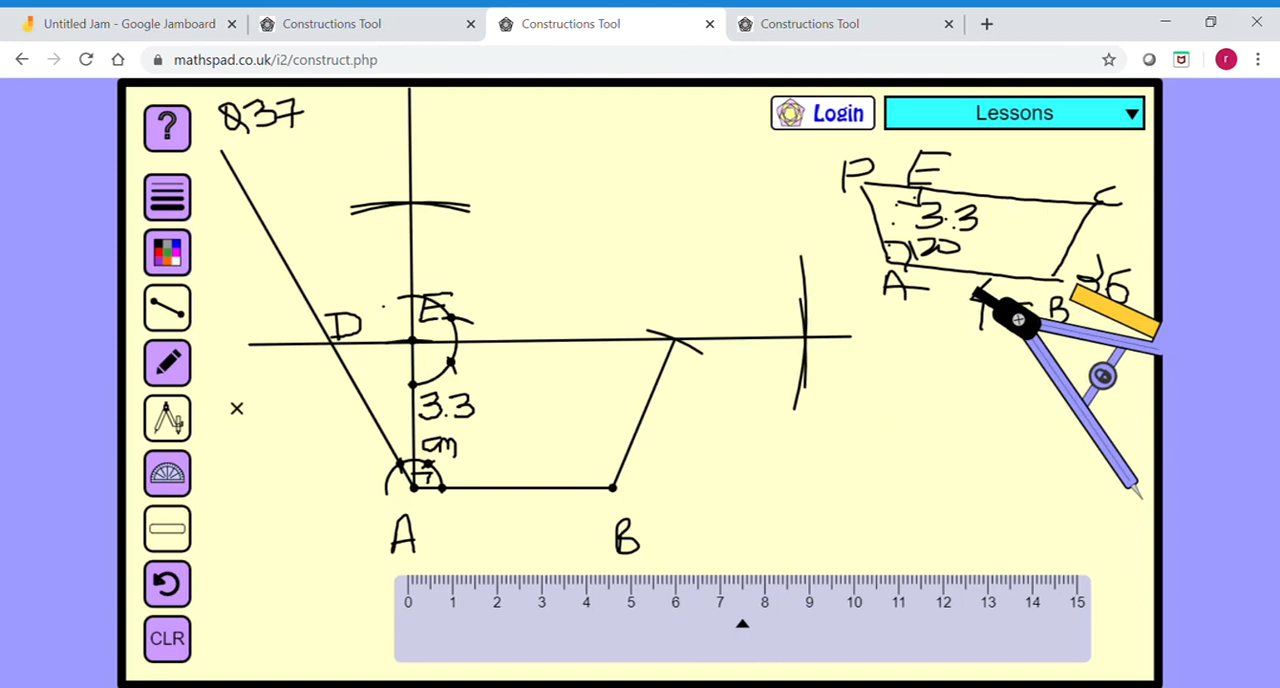 Untitled Jam - Google Jamboard
Constructions Tool
Constructions Tool
Constructions Tool
mathspad.co.uk/i2/construct.php
r
Q37
?
Login
Lessons
P E C
3.3
120
A B
D E
3.3
cm
A B
CLR
0 1 2 3 4 5 6 7 8 9 10 11 12 13 14 15